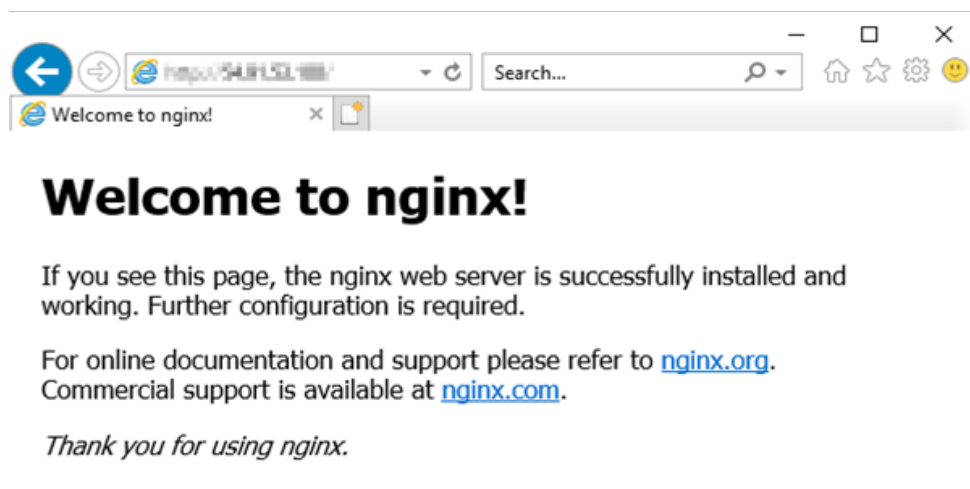 Search...
Welcome to nginx!
Welcome to nginx!
If you see this page, the nginx web server is successfully installed and
working. Further configuration is required.
For online documentation and support please refer to nginx.org.
Commercial support is available at nginx.com.
Thank you for using nginx.